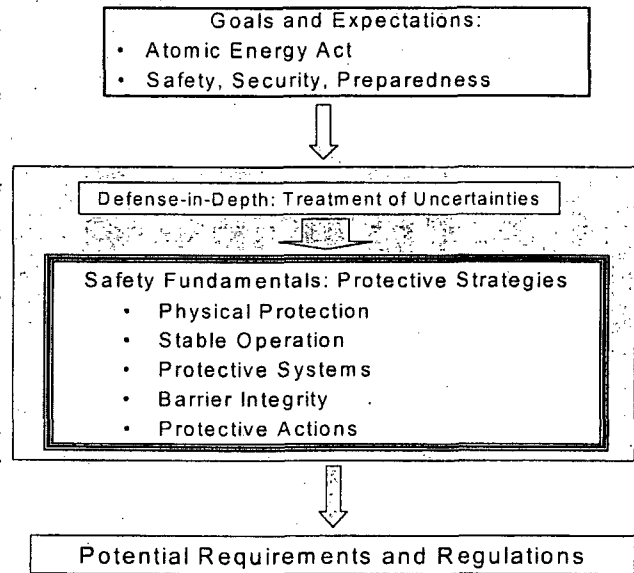 Goals and Expectations:
• Atomic Energy Act
• Safety, Security, Preparedness
Defense-in-Depth: Treatment of Uncertainties
Safety Fundamentals: Protective Strategies
• Physical Protection
• Stable Operation
• Protective Systems
• Barrier Integrity
• Protective Actions
Potential Requirements and Regulations